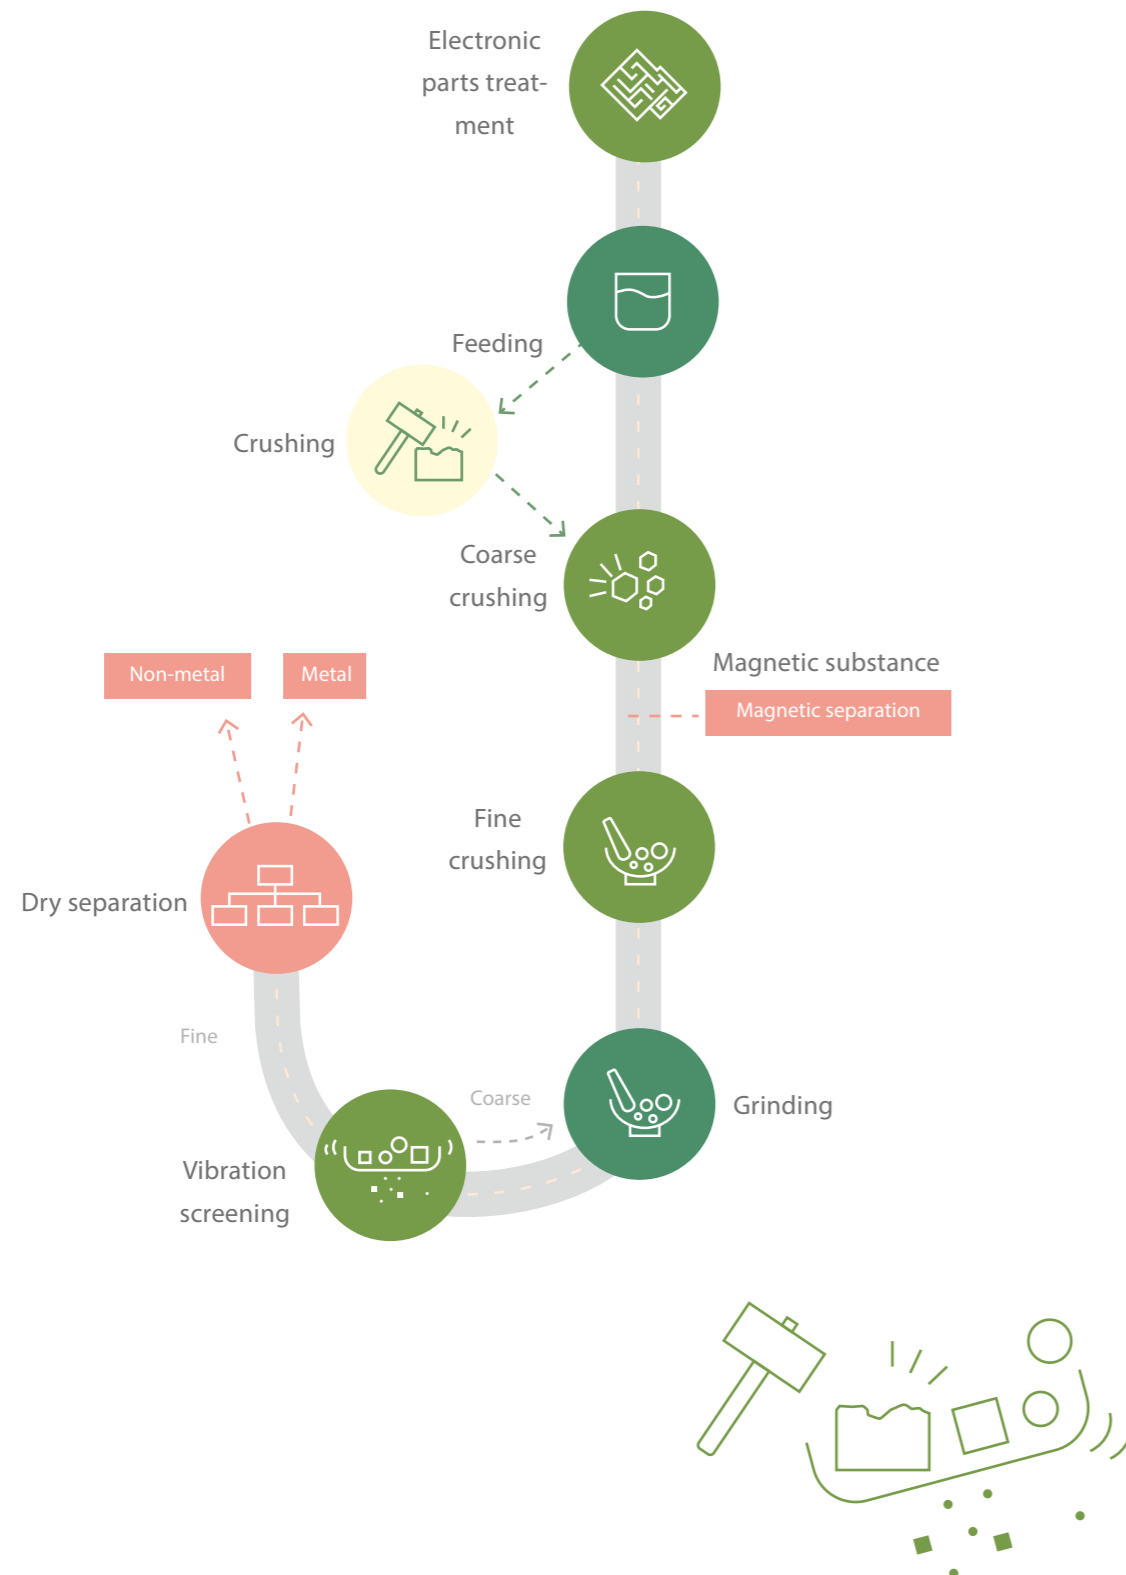 Electronic
parts treat-
ment
Feeding
Crushing
Coarse
crushing
Magnetic substance
Magnetic separation
Non-metal
Metal
Fine
crushing
Dry separation
Fine
Coarse
Grinding
Vibration
screening